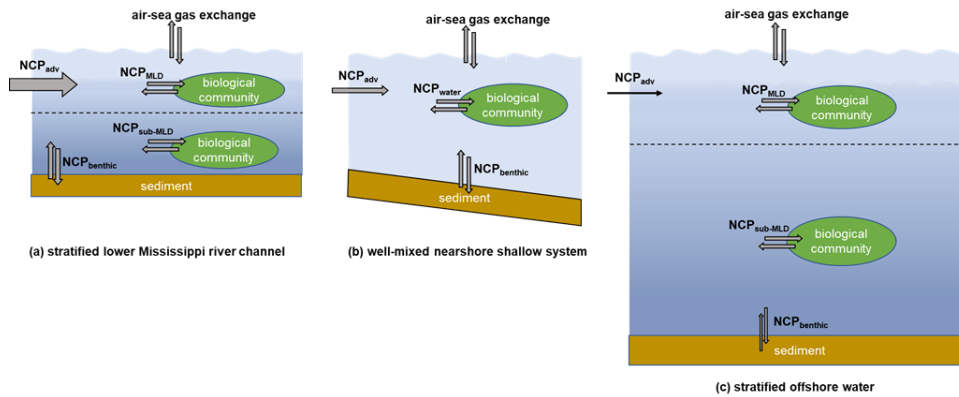 air-sea gas exchange
NCPadv
NCPMLD
biological
community
NCPsub-MLD
biological
community
NCPbenthic
sediment
(a) stratified lower Mississippi river channel
air-sea gas exchange
NCPadv
NCPwater
biological
community
NCPbenthic
sediment
(b) well-mixed nearshore shallow system
air-sea gas exchange
NCPadv
NCPMLD
biological
community
NCPsub-MLD
biological
community
NCPbenthic
sediment
(c) stratified offshore water